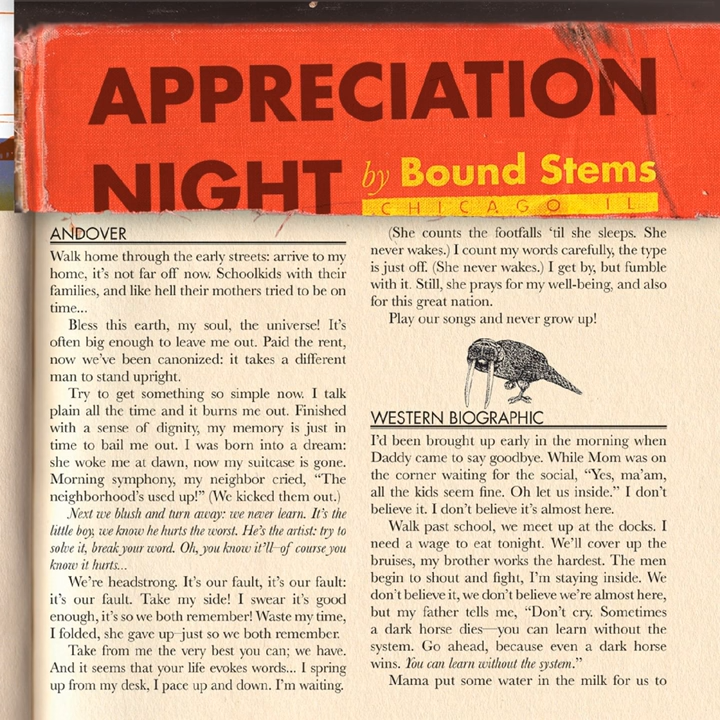 APPRECIATION
NIGHT by Bound Stems
CHICAGO IL
ANDOVER
Walk home through the early streets: arrive to my
home, it's not far off now. Schoolkids with their
families, and like hell their mothers tried to be on
time...
Bless this earth, my soul, the universe! It's
often big enough to leave me out. Paid the rent,
now we've been canonized: it takes a different
man to stand upright.
Try to get something so simple now. I talk
plain all the time and it burns me out. Finished
with a sense of dignity, my memory is just in
time to bail me out. I was born into a dream:
she woke me at dawn, now my suitcase is gone.
Morning symphony, my neighbor cried, “The
neighborhood's used up!” (We kicked them out.)
Next we blush and turn away: we never learn. It's the
little boy, we know he hurts the worst. He's the artist: try to
solve it, break your word. Oh, you know it'll–of course you
know it hurts...
We're headstrong. It's our fault, it's our fault:
it's our fault. Take my side! I swear it's good
enough, it's so we both remember! Waste my time,
I folded, she gave up–just so we both remember.
Take from me the very best you can; we have.
And it seems that your life evokes words... I spring
up from my desk, I pace up and down. I'm waiting.
(She counts the footfalls ‘til she sleeps. She
never wakes.) I count my words carefully, the type
is just off. (She never wakes.) I get by, but fumble
with it. Still, she prays for my well-being, and also
for this great nation.
Play our songs and never grow up!
WESTERN BIOGRAPHIC
I'd been brought up early in the morning when
Daddy came to say goodbye. While Mom was on
the corner waiting for the social, “Yes, ma'am,
all the kids seem fine. Oh let us inside.” I don't
believe it. I don't believe it's almost here.
Walk past school, we meet up at the docks. I
need a wage to eat tonight. We'll cover up the
bruises, my brother works the hardest. The men
begin to shout and fight, I'm staying inside. We
don't believe it, we don't believe we're almost here,
but my father tells me, “Don't cry. Sometimes
a dark horse dies—you can learn without the
system. Go ahead, because even a dark horse
wins. You can learn without the system.”
Mama put some water in the milk for us to